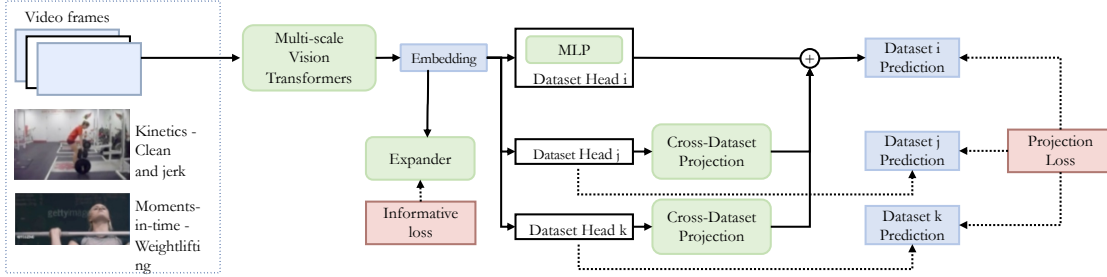 Video frames
Multi-scale
Vision
Transformers
Embedding
MLP
Dataset Head i
+
Dataset i
Prediction
Kinetics -
Clean
and jerk
Expander
Dataset Head j
Cross-Dataset
Projection
Dataset j
Prediction
Projection
Loss
Moments-
in-time -
Weightlifti
ng
gettyimages
Informative
loss
Dataset Head k
Cross-Dataset
Projection
Dataset k
Prediction